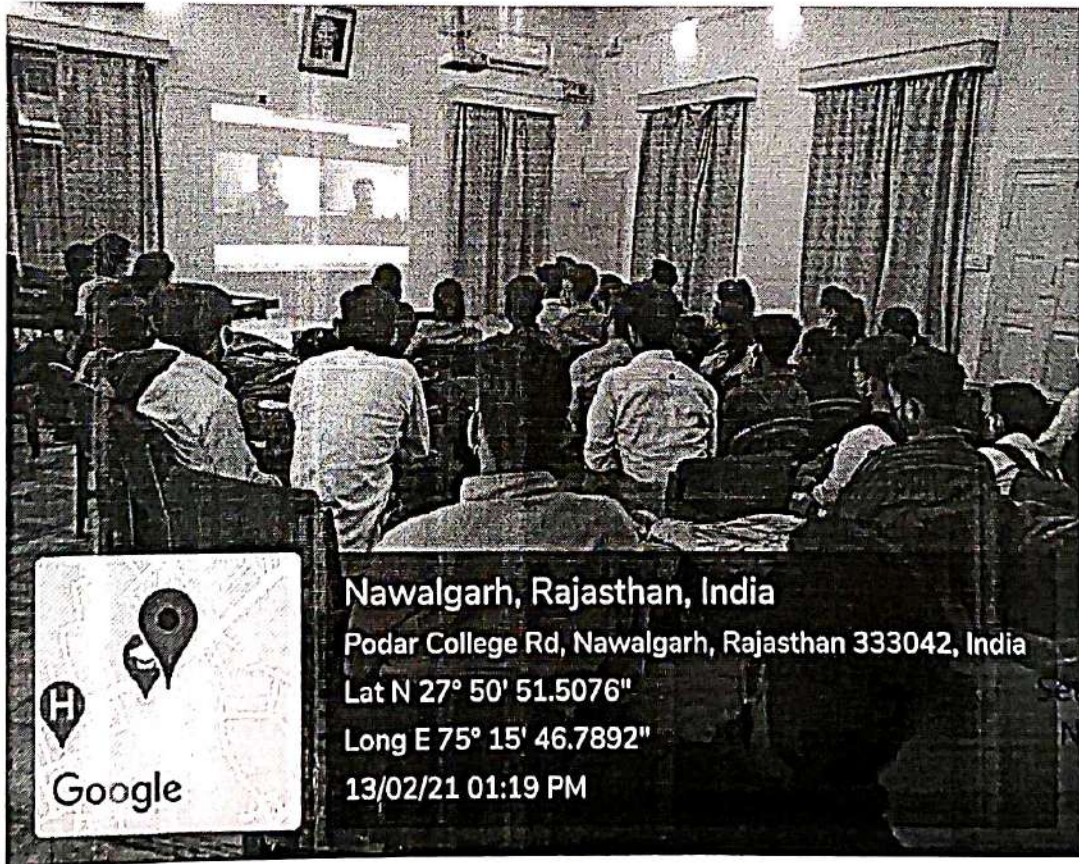 Nawalgarh, Rajasthan, India
Podar College Rd, Nawalgarh, Rajasthan 333042, India
Lat N 27° 50' 51.5076"
Long E 75° 15' 46.7892"
13/02/21 01:19 PM
H
Google